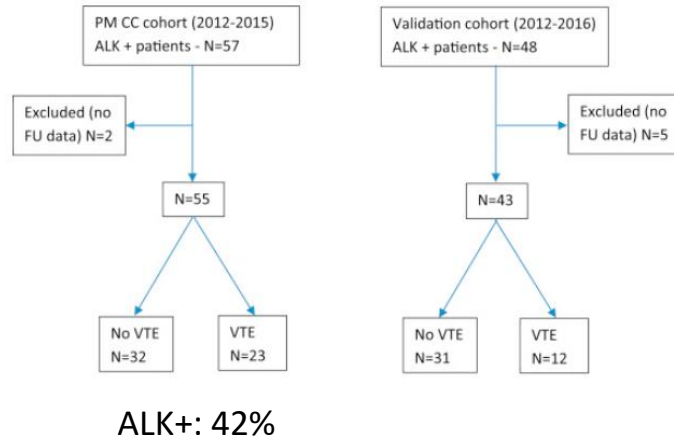 PM CC cohort (2012-2015)
ALK + patients - N=57
Excluded (no
FU data) N=2
N=55
No VTE
N=32
VTE
N=23
Validation cohort (2012-2016)
ALK + patients - N=48
Excluded (no
FU data) N=5
N=43
No VTE
N=31
VTE
N=12
ALK+: 42%